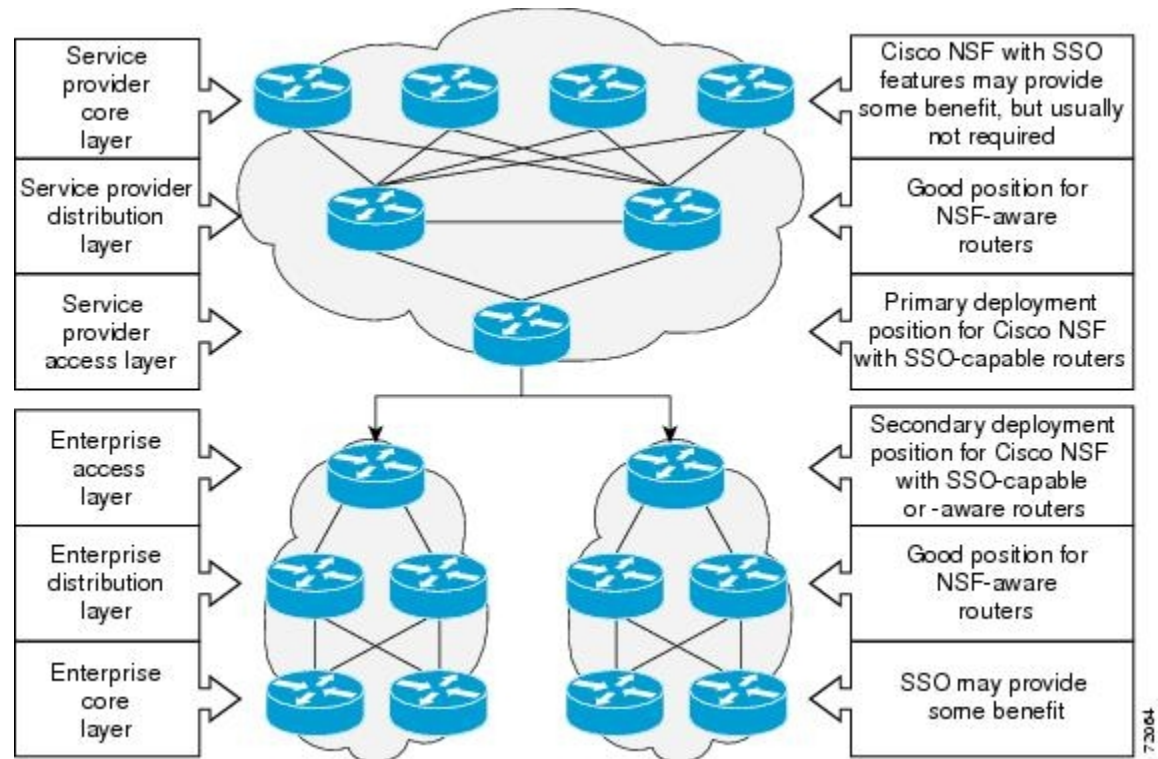 Service
provider
core
layer
Cisco NSF with SSO
features may provide
some benefit, but usually
not required
Service provider
distribution
layer
Good position for
NSF-aware
routers
Service
provider
access layer
Primary deployment
position for Cisco NSF
with SSO-capable routers
Enterprise
access
layer
Secondary deployment
position for Cisco NSF
with SSO-capable
or -aware routers
Enterprise
distribution
layer
Good position for
NSF-aware
routers
Enterprise
core
layer
SSO may provide
some benefit
72064